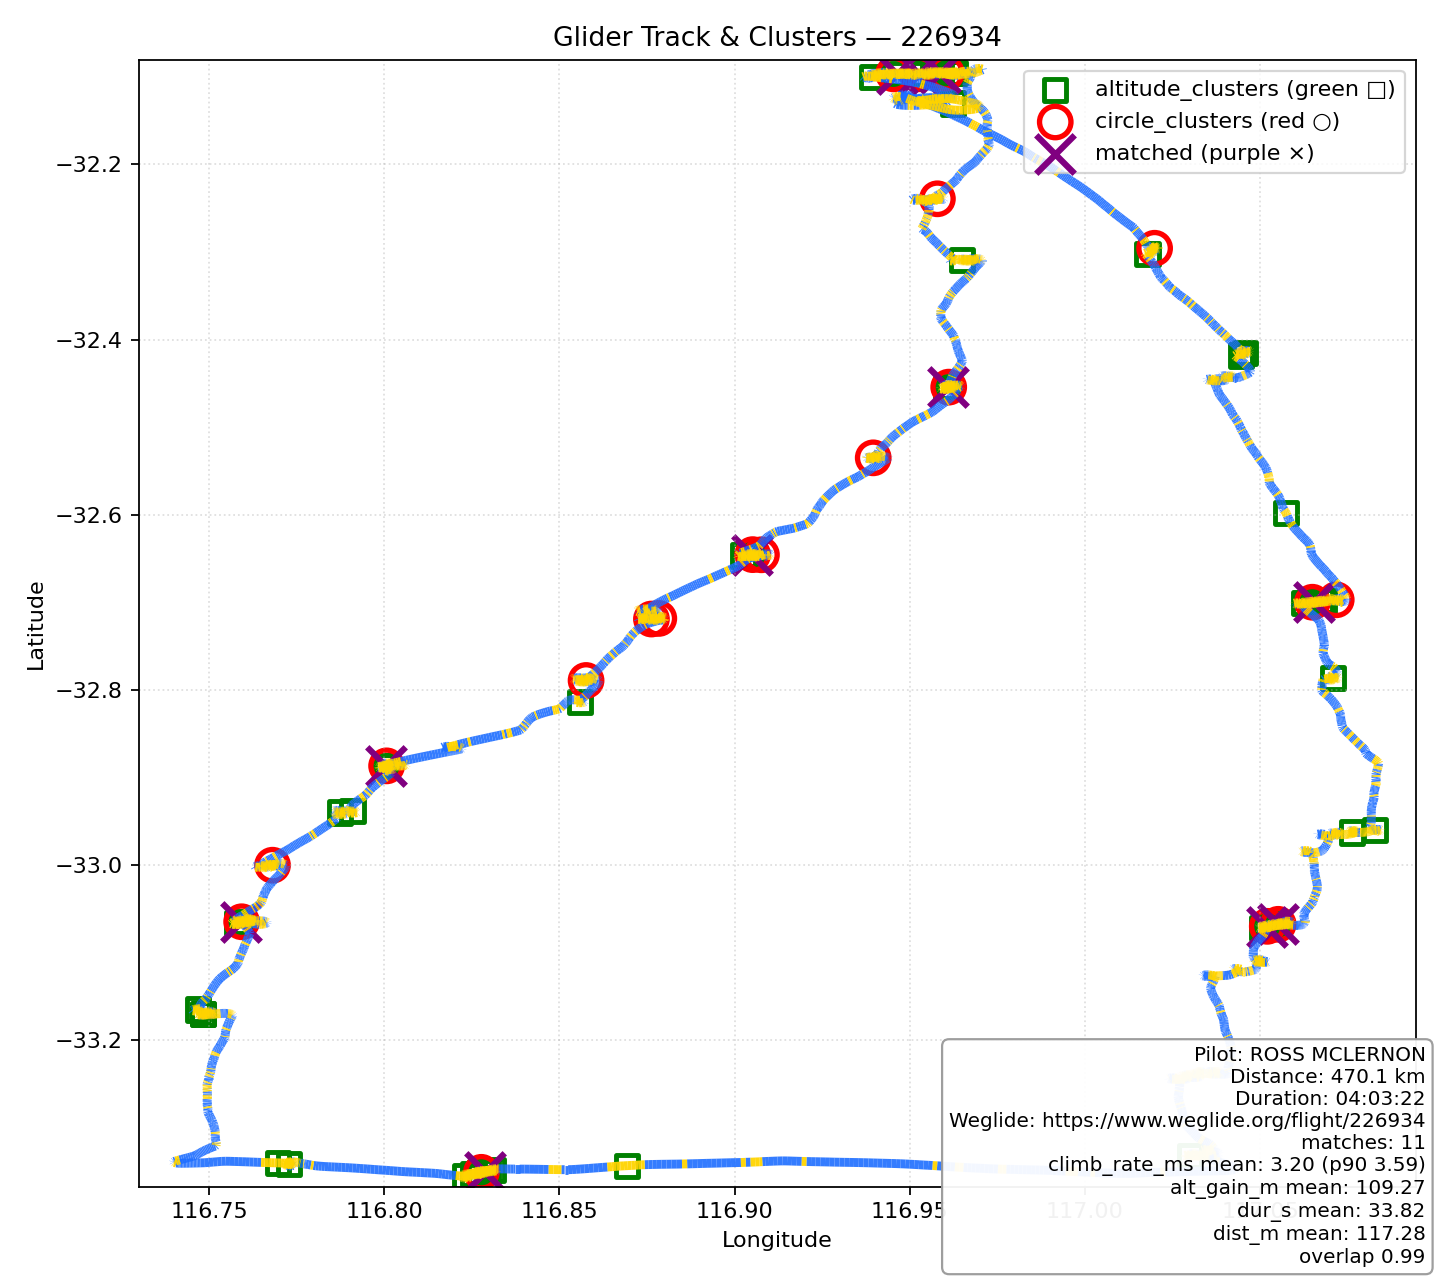 Glider Track & Clusters — 226934
altitude_clusters (green □)
circle_clusters (red ○)
matched (purple ×)
Latitude
−32.2
−32.4
−32.6
−32.8
−33.0
−33.2
116.75
116.80
116.85
116.90
116.95
117.00
Longitude
Pilot: ROSS MCLERNON
Distance: 470.1 km
Duration: 04:03:22
Weglide: https://www.weglide.org/flight/226934
matches: 11
climb_rate_ms mean: 3.20 (p90 3.59)
alt_gain_m mean: 109.27
dur_s mean: 33.82
dist_m mean: 117.28
overlap 0.99